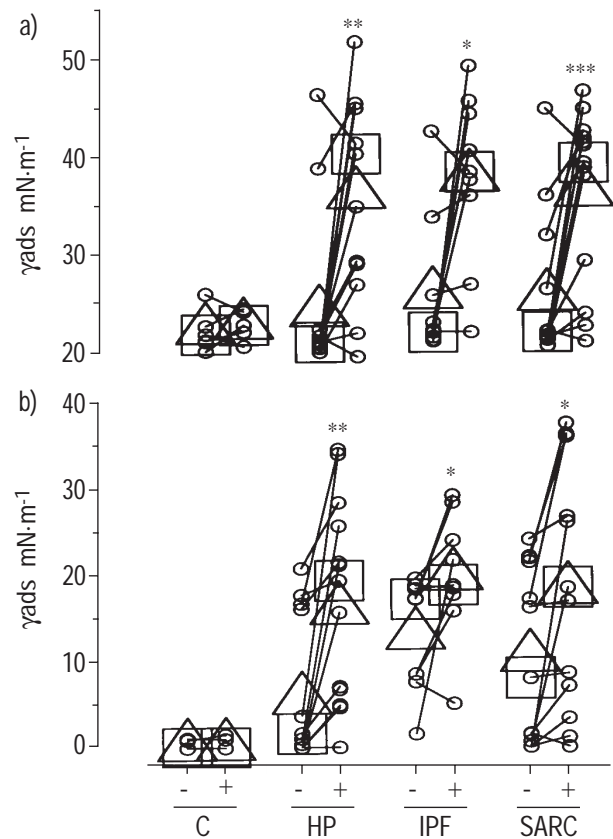 a)
** * ***
50
40
30
20
γads mN·m-1
b)
** * *
40
30
20
10
0
γads mN·m-1
- + - + - + - +
C HP IPF SARC